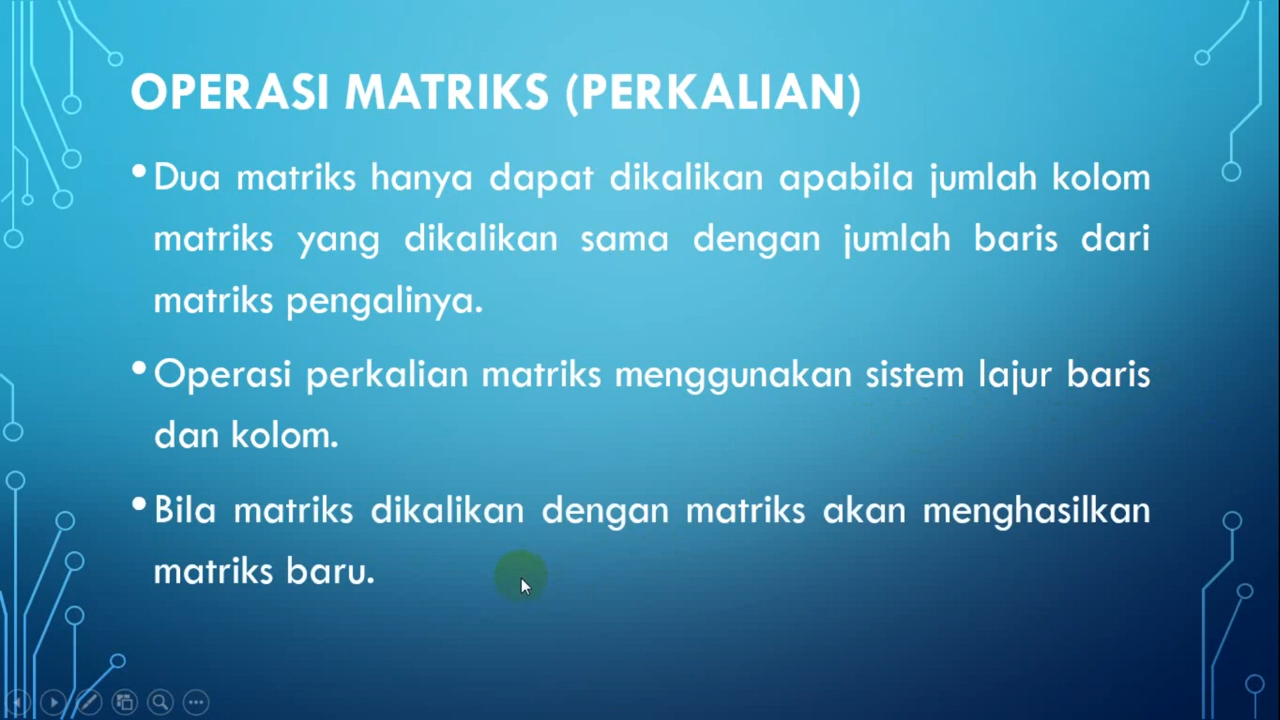 OPERASI MATRIKS (PERKALIAN)
•Dua matriks hanya dapat dikalikan apabila jumlah kolom
matriks yang dikalikan sama dengan jumlah baris dari
matriks pengalinya.
•Operasi perkalian matriks menggunakan sistem lajur baris
dan kolom.
•Bila matriks dikalikan dengan matriks akan menghasilkan
matriks baru.